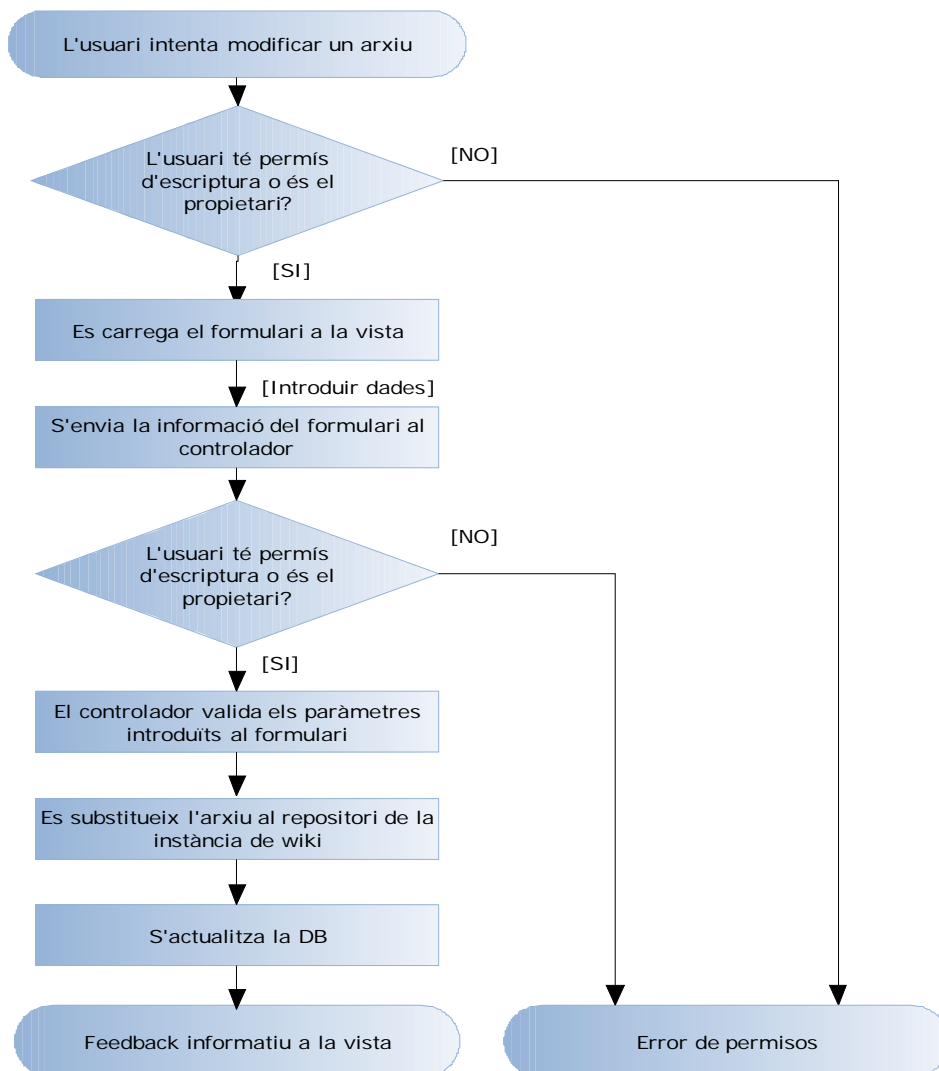 L'usuari intenta modificar un arxiu
L'usuari té permís
d'escriptura o és el
propietari?
[NO]
[SI]
Es carrega el formulari a la vista
[Introduir dades]
S'envia la informació del formulari al
controlador
L'usuari té permís
d'escriptura o és el
propietari?
[NO]
[SI]
El controlador valida els paràmetres
introduïts al formulari
Es substitueix l'arxiu al repositori de la
instància de wiki
S'actualitza la DB
Feedback informatiu a la vista
Error de permisos